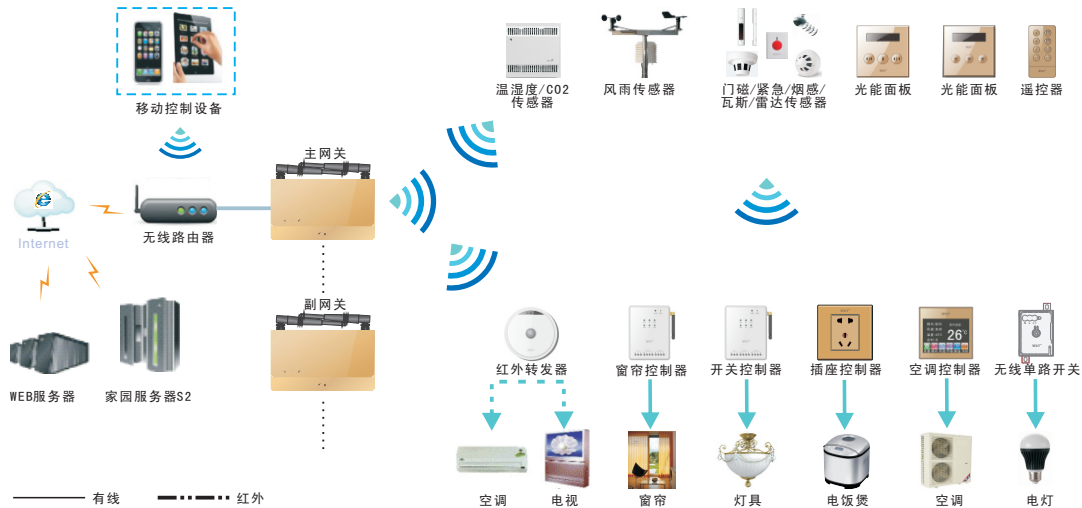 移动控制设备
温湿度/CO2
传感器
风雨传感器
门磁/紧急/烟感/
瓦斯/雷达传感器
光能面板
光能面板
遥控器
主网关
Internet
无线路由器
副网关
WEB服务器
家园服务器S2
红外转发器
窗帘控制器
开关控制器
插座控制器
26℃
空调控制器
无线单路开关
空调
电视
窗帘
灯具
电饭煲
空调
电灯
有线
红外